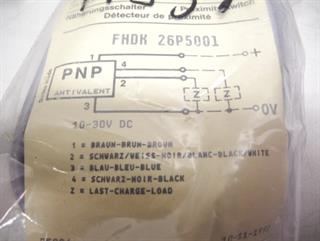 Näherungsschalter Proximity Switch
Détecteur de proximité
FHDK 26P5001
PNP
ANTIVALENT
1
4
2
3
+
Z
Z
0V
10-30V DC
1 = BRAUN-BRUN-BROWN
2 = SCHWARZ/WEISS-NOIR/BLANC-BLACK/WHITE
3 = BLAU-BLEU-BLUE
4 = SCHWARZ-NOIR-BLACK
Z = LAST-CHARGE-LOAD